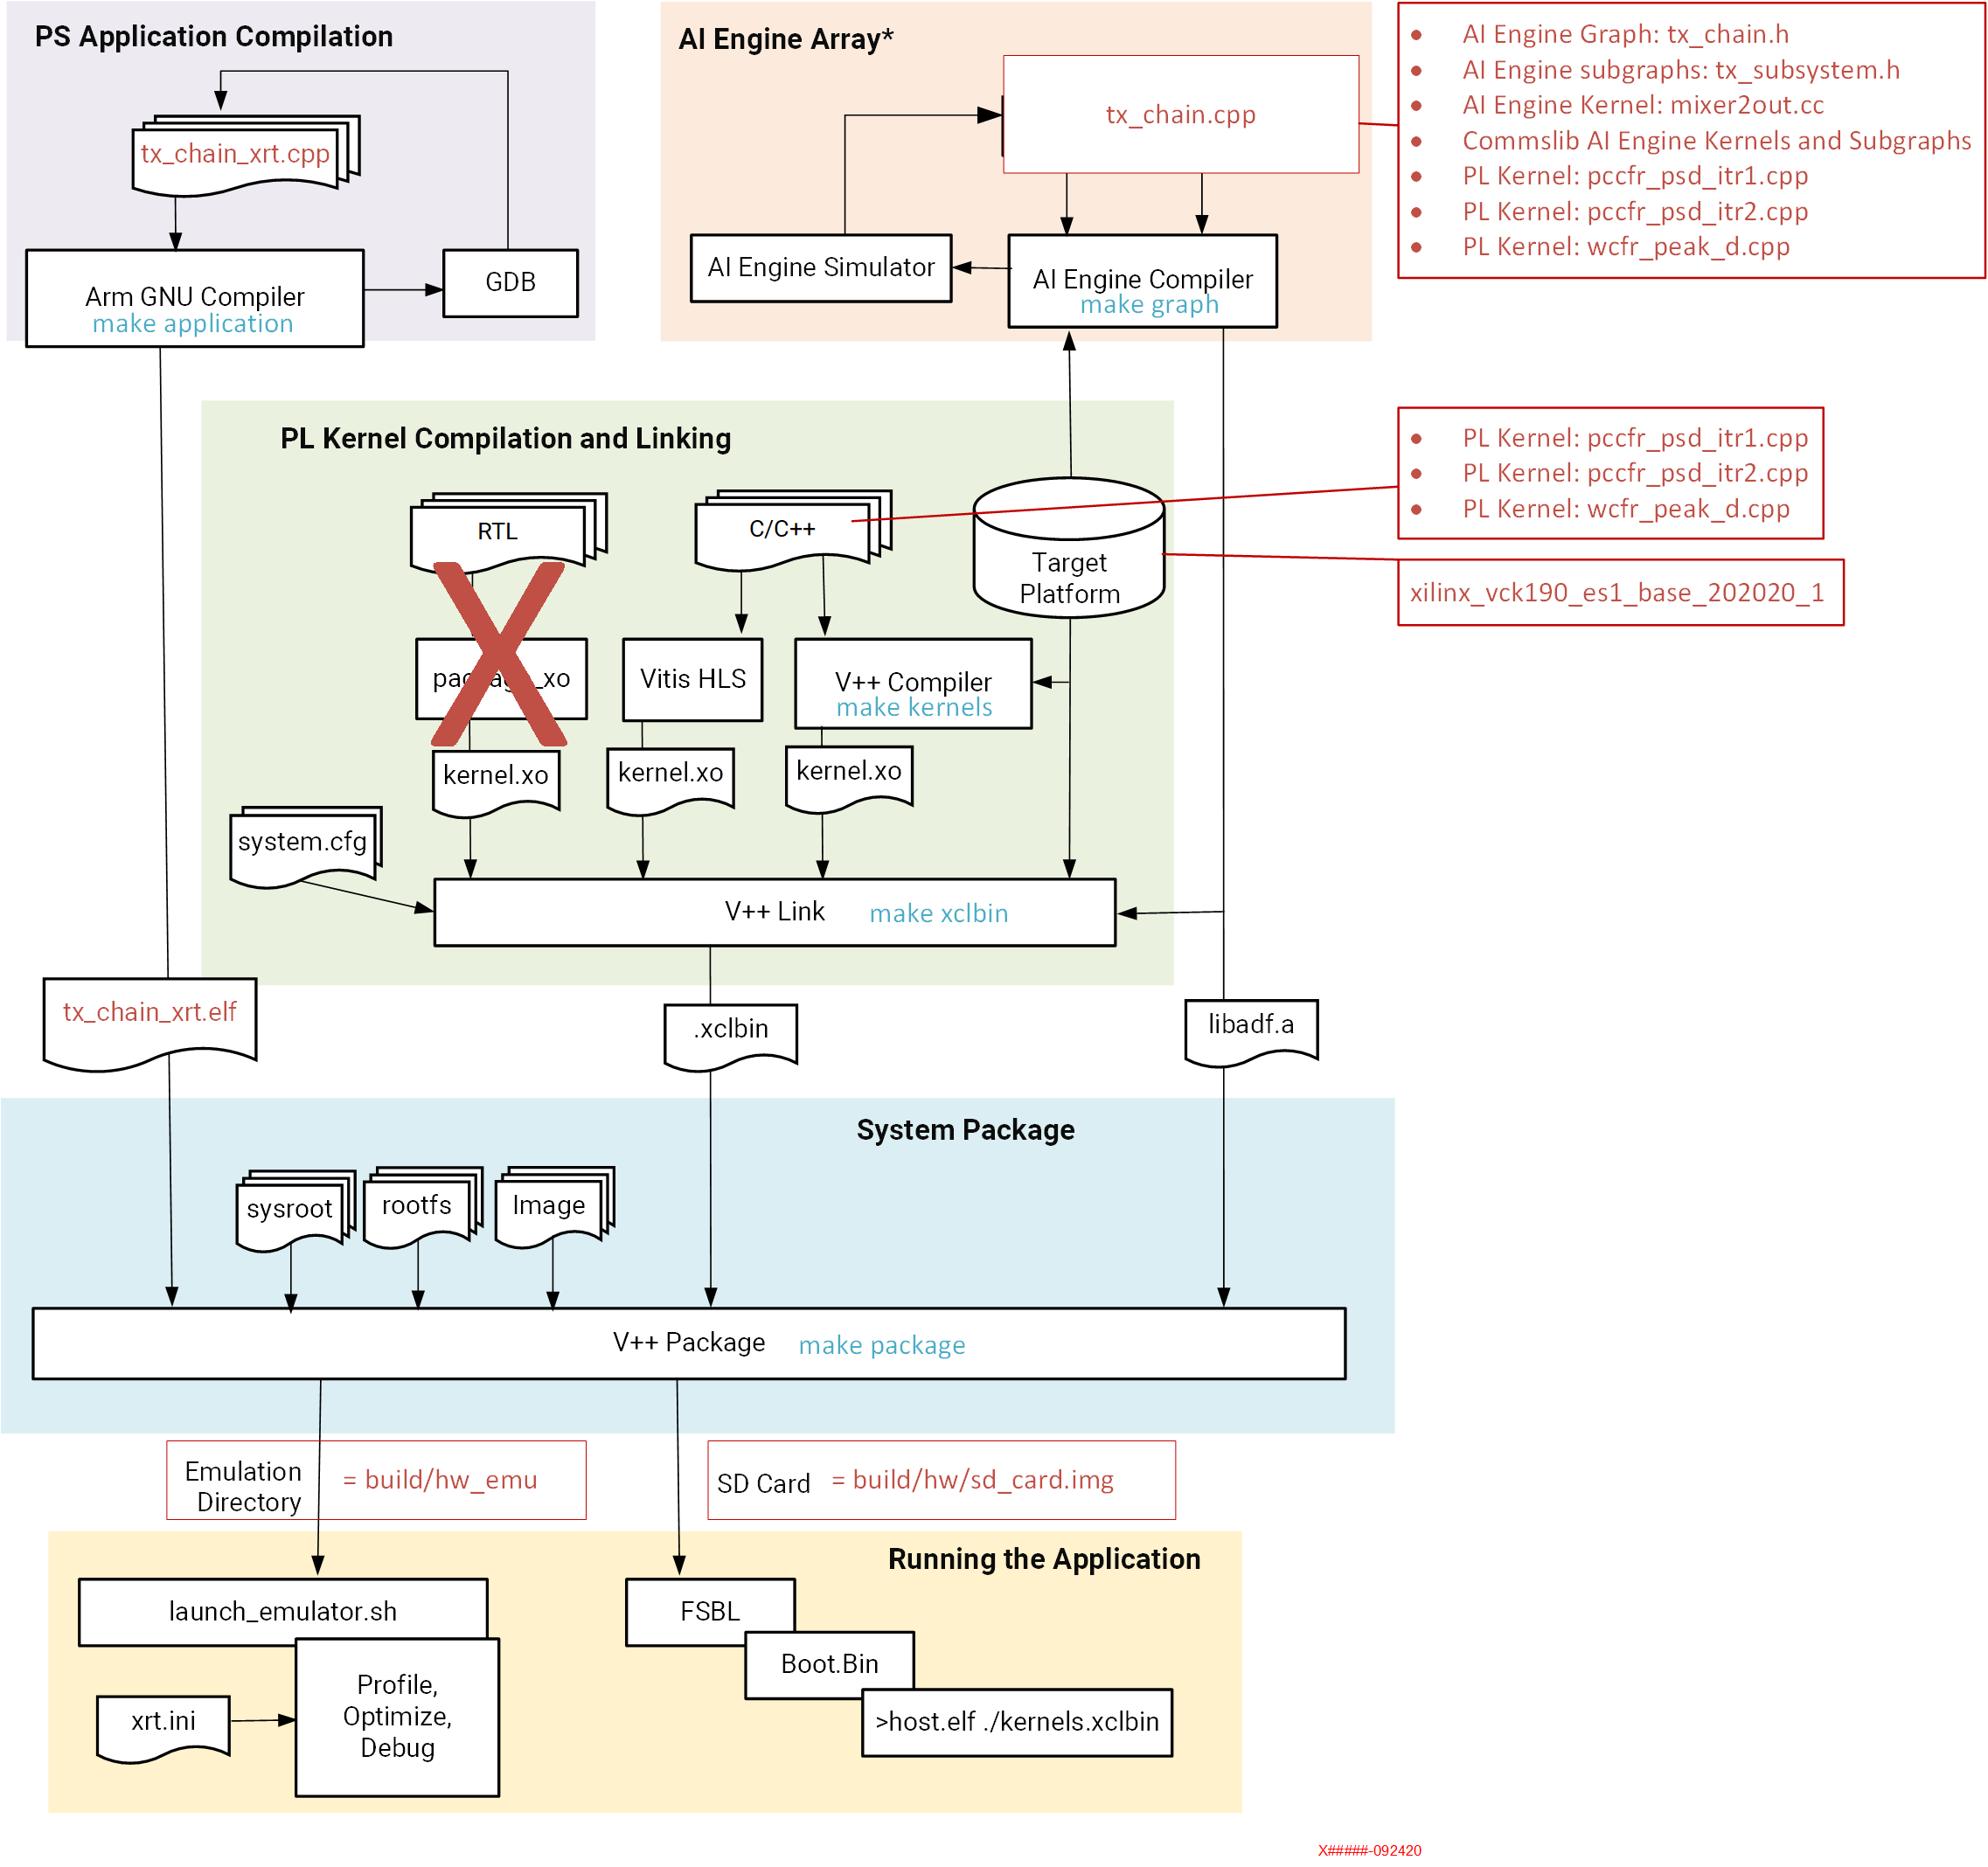 PS Application Compilation
tx_chain_xrt.cpp
Arm GNU Compiler
make application
GDB
AI Engine Array*
tx_chain.cpp
AI Engine Simulator
AI Engine Compiler
make graph
• AI Engine Graph: tx_chain.h
• AI Engine subgraphs: tx_subsystem.h
• AI Engine Kernel: mixer2out.cc
• Commslib AI Engine Kernels and Subgraphs
• PL Kernel: pccfr_psd_itr1.cpp
• PL Kernel: pccfr_psd_itr2.cpp
• PL Kernel: wcfr_peak_d.cpp
PL Kernel Compilation and Linking
RTL
C/C++
Target
Platform
• PL Kernel: pccfr_psd_itr1.cpp
• PL Kernel: pccfr_psd_itr2.cpp
• PL Kernel: wcfr_peak_d.cpp
xilinx_vck190_es1_base_202020_1
package_xo
Vitis HLS
V++ Compiler
make kernels
kernel.xo
kernel.xo
kernel.xo
system.cfg
V++ Link make xclbin
tx_chain_xrt.elf
.xclbin
libadf.a
System Package
sysroot
rootfs
Image
V++ Package make package
Emulation
Directory
= build/hw_emu
SD Card = build/hw/sd_card.img
Running the Application
launch_emulator.sh
Profile,
Optimize,
Debug
xrt.ini
FSBL
Boot.Bin
>host.elf ./kernels.xclbin
X#####-092420